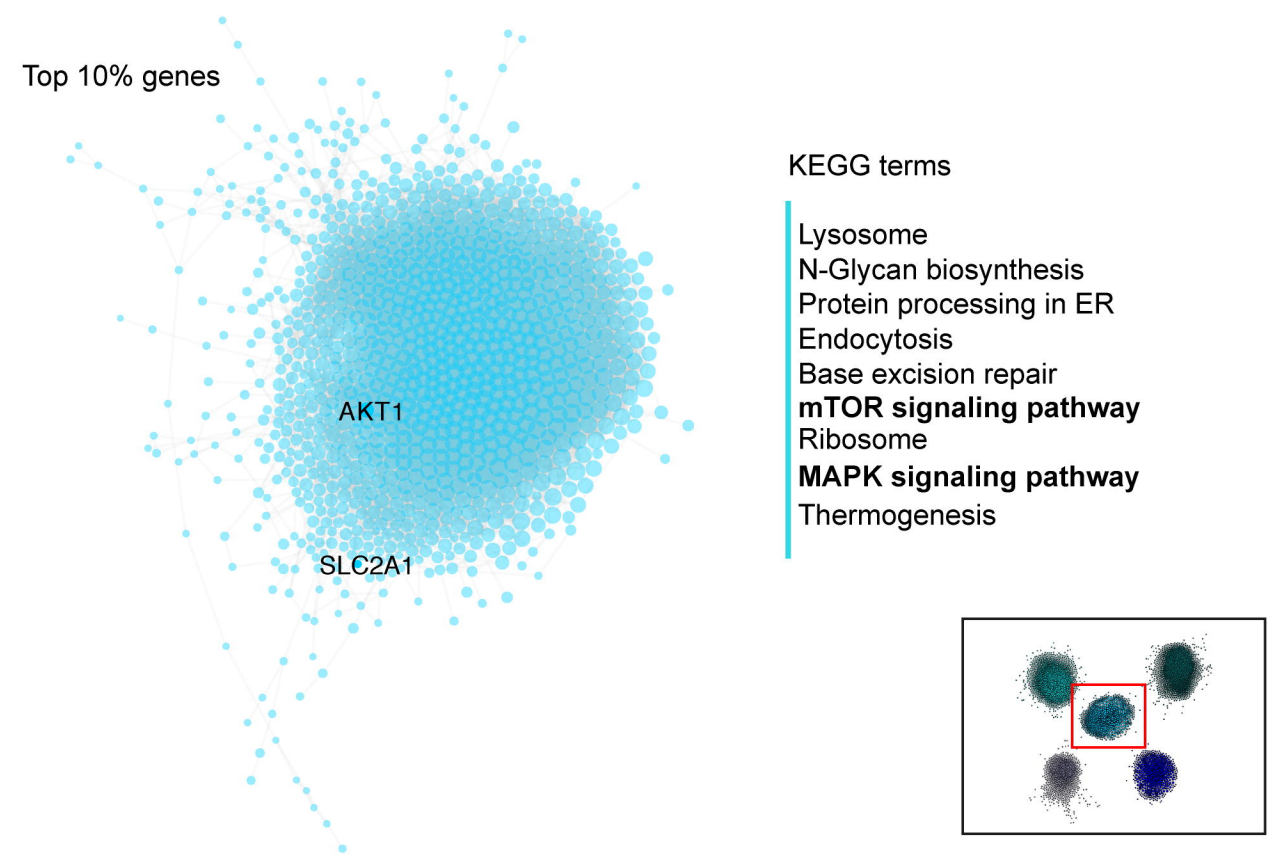 Top 10% genes
KEGG terms
Lysosome
N-Glycan biosynthesis
Protein processing in ER
Endocytosis
Base excision repair
mTOR signaling pathway
Ribosome
MAPK signaling pathway
Thermogenesis
AKT1
SLC2A1